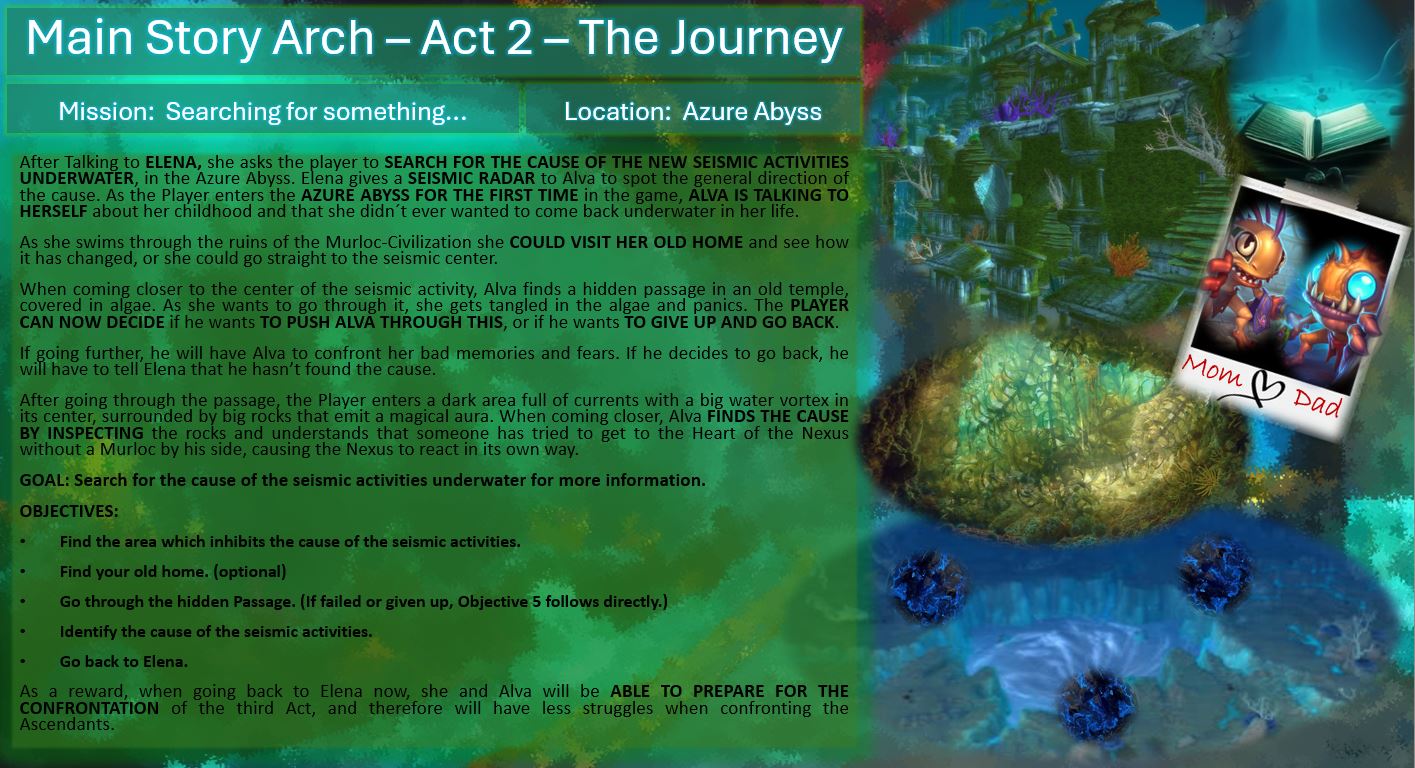 Main Story Arch – Act 2 – The Journey
Mission:  Searching for something...
Location:  Azure Abyss
After Talking to ELENA, she asks the player to SEARCH FOR THE CAUSE OF THE NEW SEISMIC ACTIVITIES
UNDERWATER, in the Azure Abyss. Elena gives a SEISMIC RADAR to Alva to spot the general direction of
the cause. As the Player enters the AZURE ABYSS FOR THE FIRST TIME in the game, ALVA IS TALKING TO
HERSELF about her childhood and that she didn´t ever wanted to come back underwater in her life.
As she swims through the ruins of the Murloc-Civilization she COULD VISIT HER OLD HOME and see how
it has changed, or she could go straight to the seismic center.
When coming closer to the center of the seismic activity, Alva finds a hidden passage in an old temple,
covered in algae. As she wants to go through it, she gets tangled in the algae and panics. The PLAYER
CAN NOW DECIDE if he wants TO PUSH ALVA THROUGH THIS, or if he wants TO GIVE UP AND GO BACK.
If going further, he will have Alva to confront her bad memories and fears. If he decides to go back, he
will have to tell Elena that he hasn't found the cause.
After going through the passage, the Player enters a dark area full of currents with a big water vortex in
its center, surrounded by big rocks that emit a magical aura. When coming closer, Alva FINDS THE CAUSE
BY INSPECTING the rocks and understands that someone has tried to get to the Heart of the Nexus
without a Murloc by his side, causing the Nexus to react in its own way.
GOAL: Search for the cause of the seismic activities underwater for more information.
OBJECTIVES:
• Find the area which inhibits the cause of the seismic activities.
• Find your old home. (optional)
• Go through the hidden Passage. (If failed or given up, Objective 5 follows directly.)
• Identify the cause of the seismic activities.
• Go back to Elena.
As a reward, when going back to Elena now, she and Alva will be ABLE TO PREPARE FOR THE
CONFRONTATION of the third Act, and therefore will have less struggles when confronting the
Ascendants.
Mom
Dad